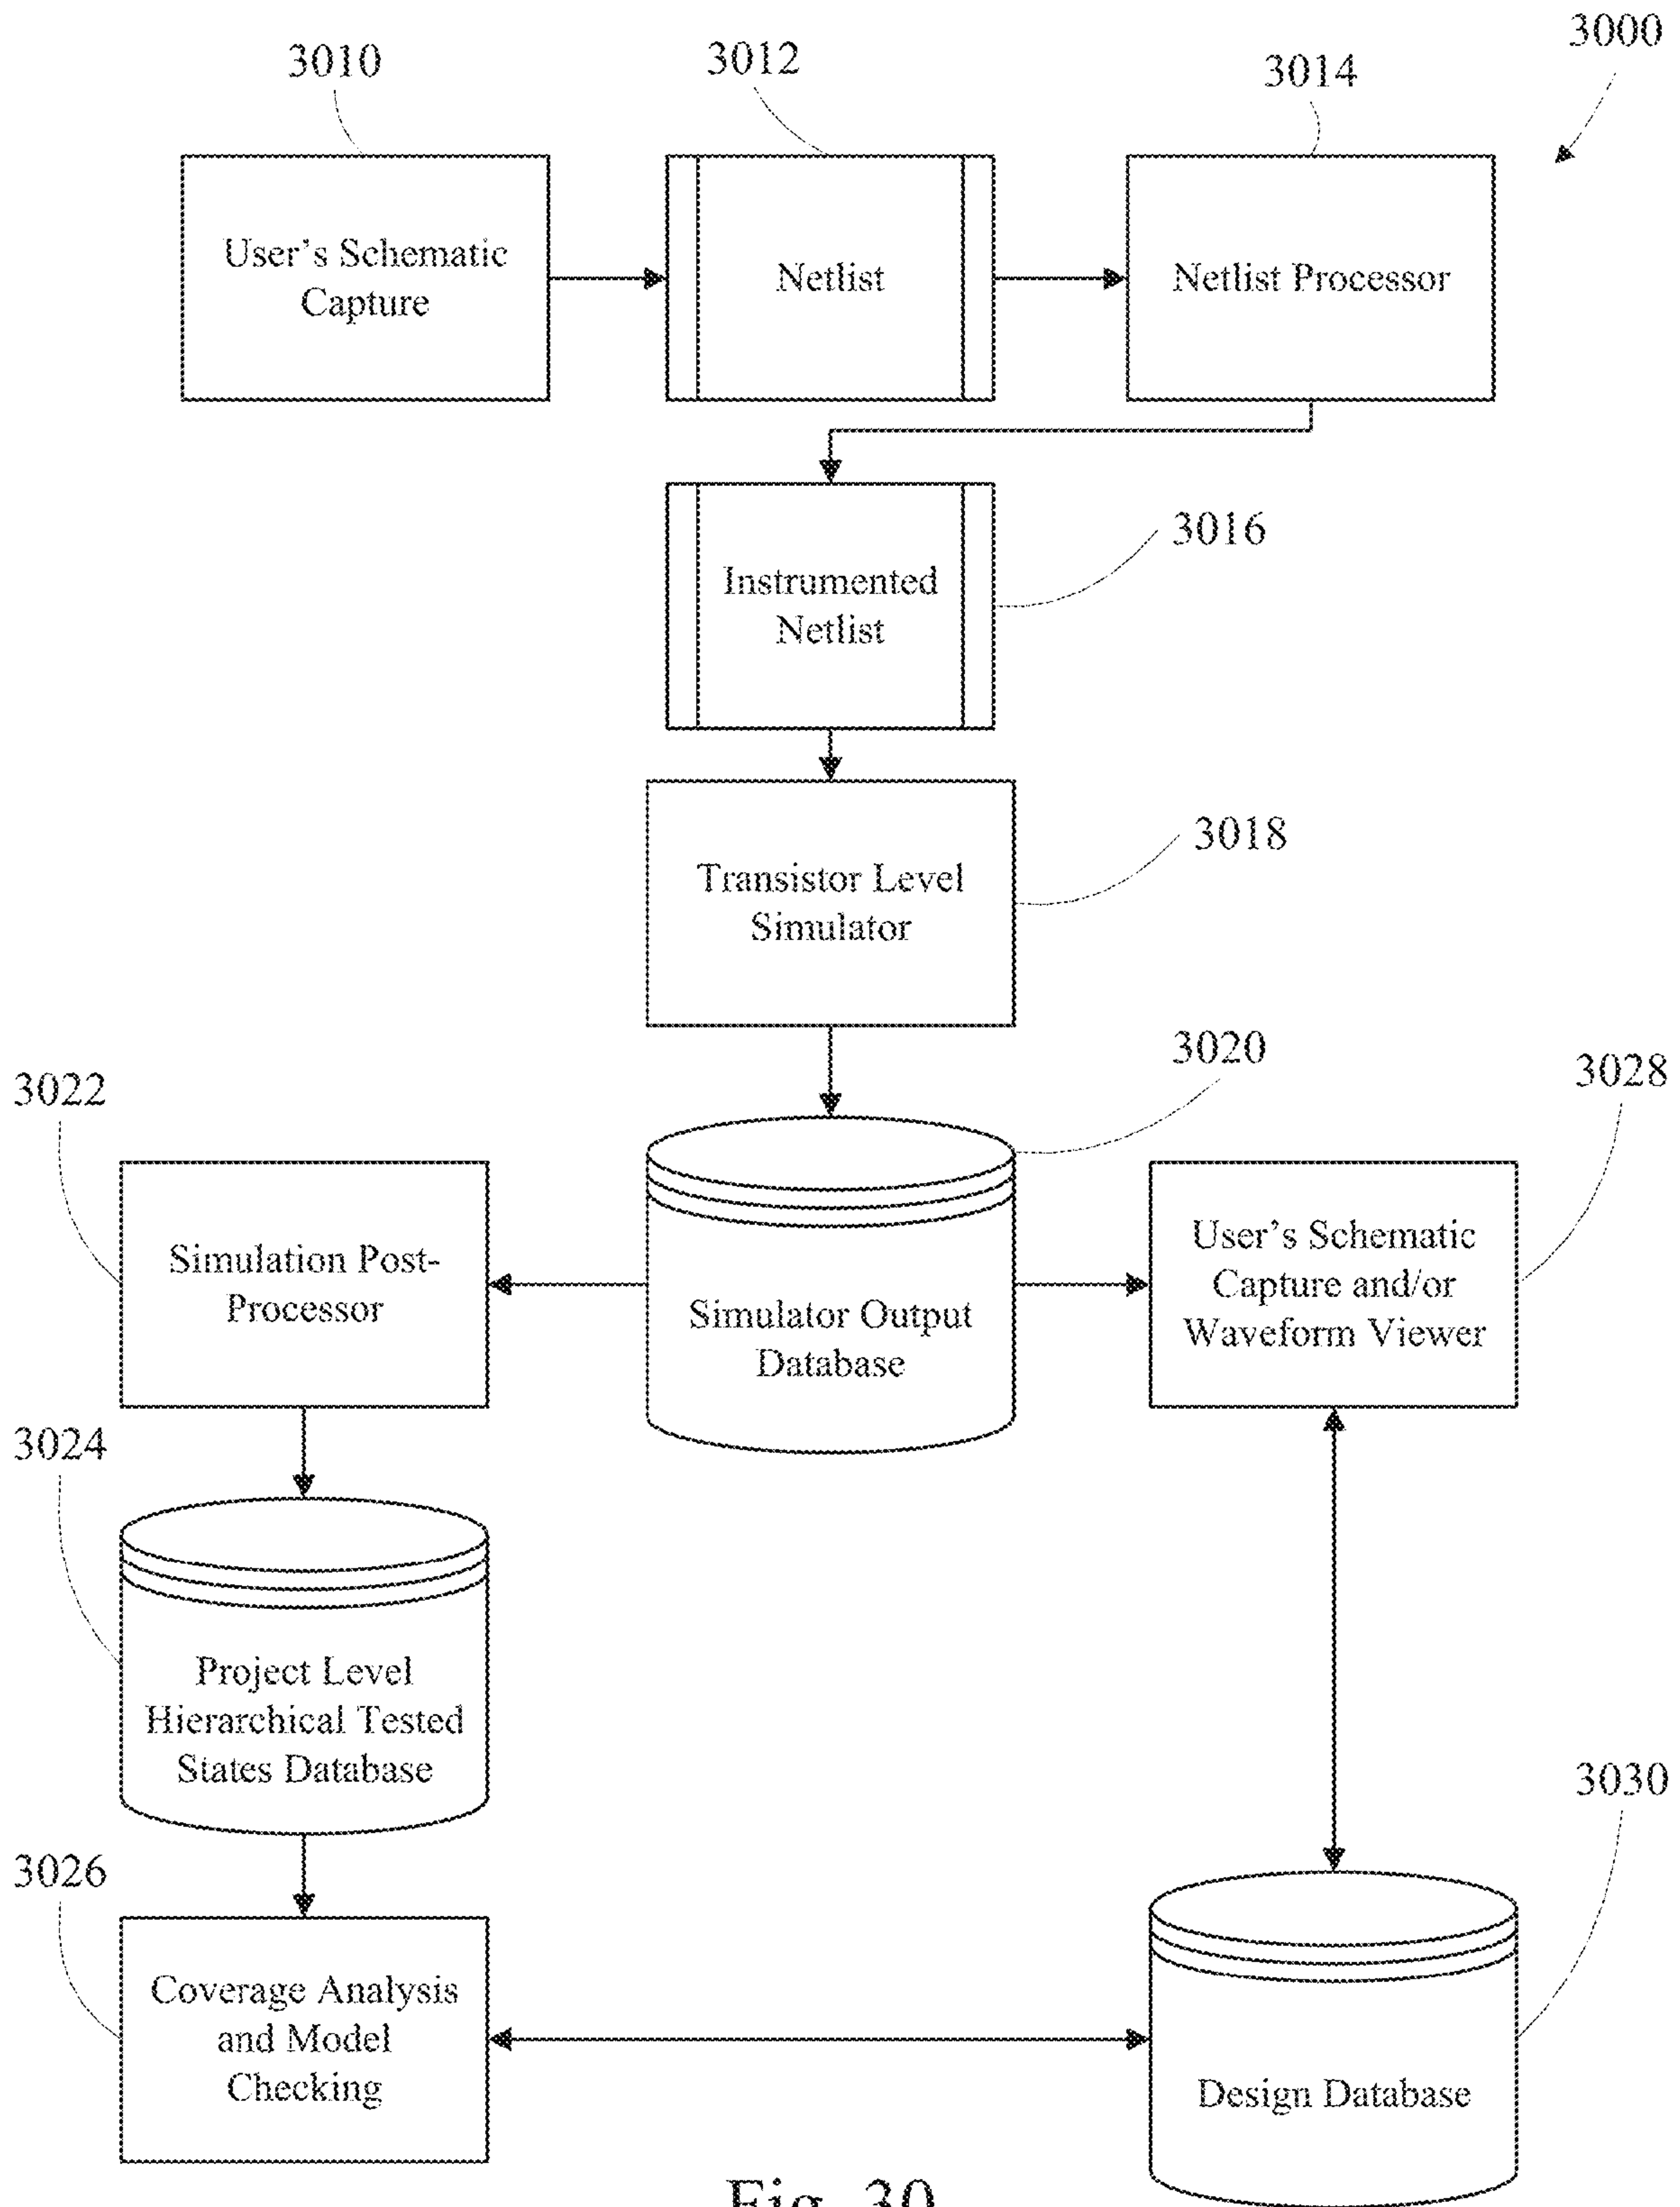 3000
3010
3012
3014
User's Schematic
Capture
Netlist
Netlist Processor
Instrumented
Netlist
3016
Transistor Level
Simulator
3018
3020
3022
3028
Simulation Post-
Processor
Simulator Output
Database
User's Schematic
Capture and/or
Waveform Viewer
3024
Project Level
Hierarchical Tested
States Database
3030
3026
Coverage Analysis
and Model
Checking
Design Database
Fig. 30